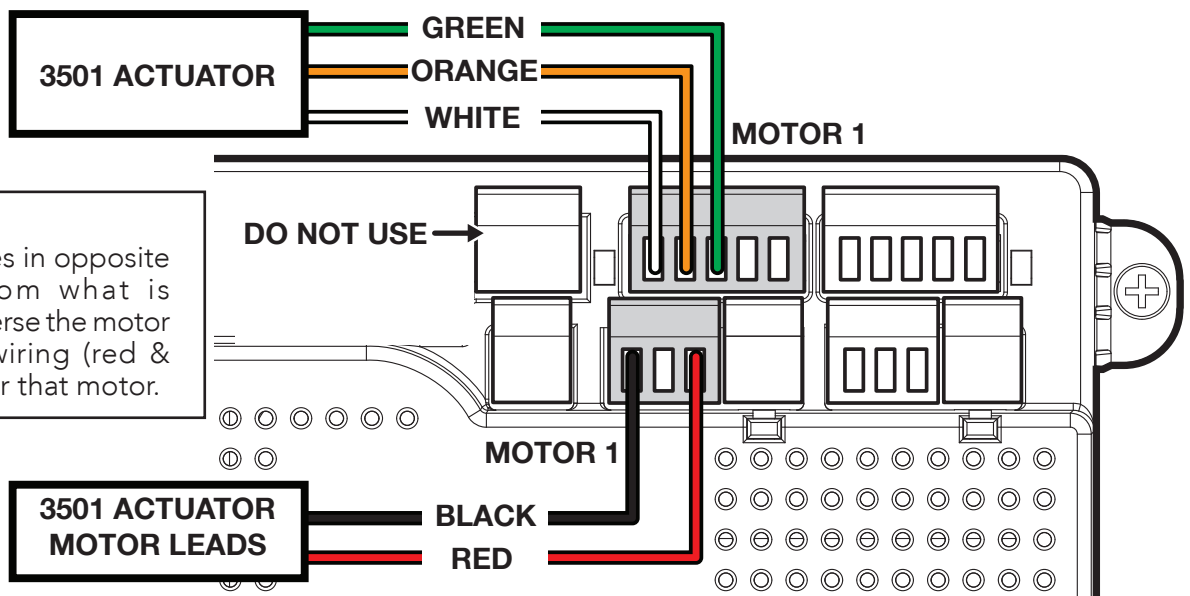 GREEN
3501 ACTUATOR
ORANGE
WHITE
MOTOR 1
DO NOT USE
es in opposite
om what is
erse the motor
wiring (red &
r that motor.
MOTOR 1
3501 ACTUATOR
MOTOR LEADS
BLACK
RED